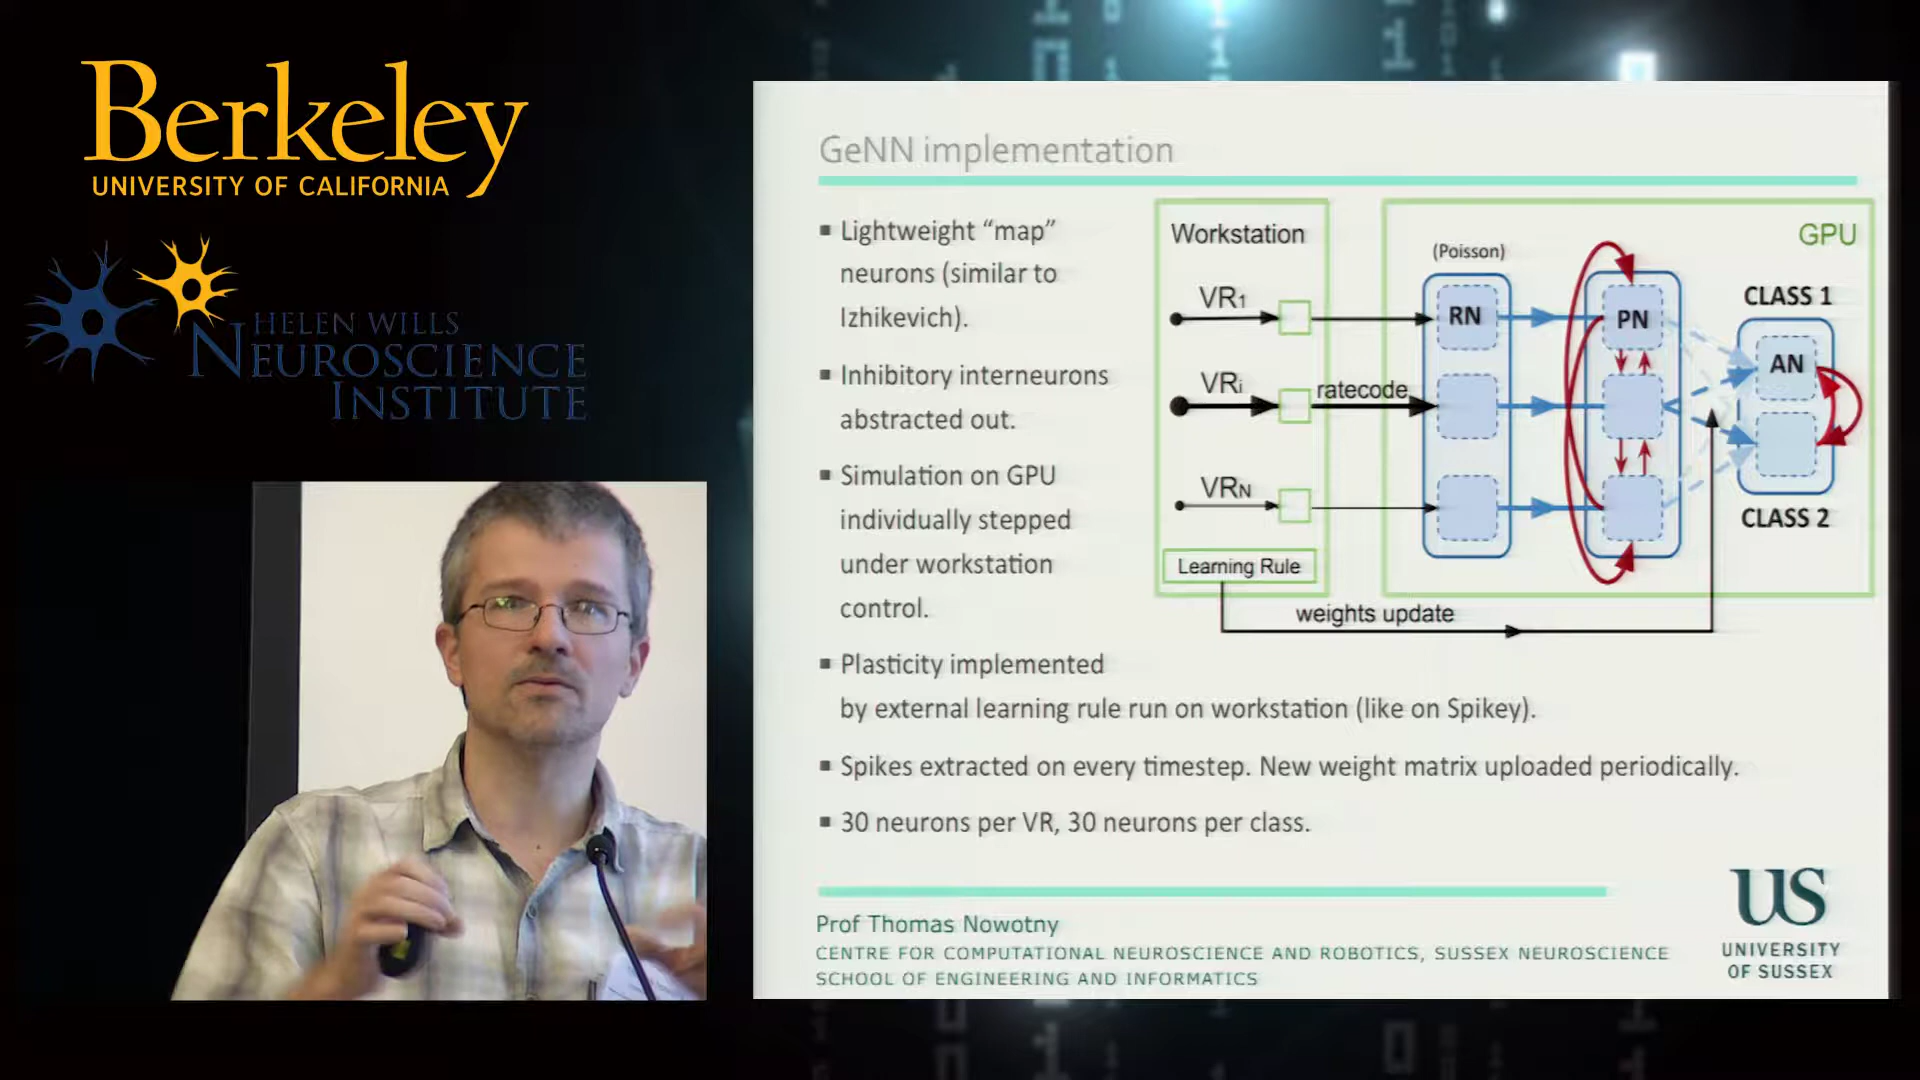 Berkeley
UNIVERSITY OF CALIFORNIA
HELEN WILLS
NEUROSCIENCE
INSTITUTE
GeNN implementation
▪ Lightweight “map”
neurons (similar to
Izhikevich).
▪ Inhibitory interneurons
abstracted out.
▪ Simulation on GPU
individually stepped
under workstation
control.
▪ Plasticity implemented
by external learning rule run on workstation (like on Spikey).
▪ Spikes extracted on every timestep. New weight matrix uploaded periodically.
▪ 30 neurons per VR, 30 neurons per class.
Workstation
VR1
VRi
VRN
Learning Rule
ratecode
weights update
GPU
(Poisson)
RN
PN
CLASS 1
AN
CLASS 2
Prof Thomas Nowotny
CENTRE FOR COMPUTATIONAL NEUROSCIENCE AND ROBOTICS, SUSSEX NEUROSCIENCE
SCHOOL OF ENGINEERING AND INFORMATICS
US
UNIVERSITY
OF SUSSEX